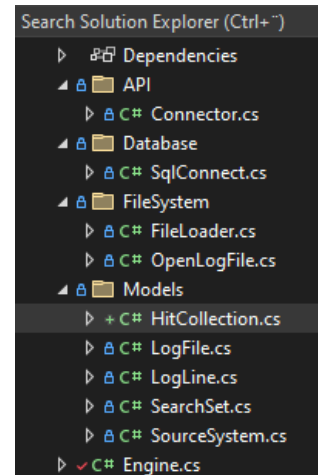 Search Solution Explorer (Ctrl+¨)
Dependencies
API
C# Connector.cs
Database
C# SqlConnect.cs
FileSystem
C# FileLoader.cs
C# OpenLogFile.cs
Models
+ C# HitCollection.cs
C# LogFile.cs
C# LogLine.cs
C# SearchSet.cs
C# SourceSystem.cs
C# Engine.cs